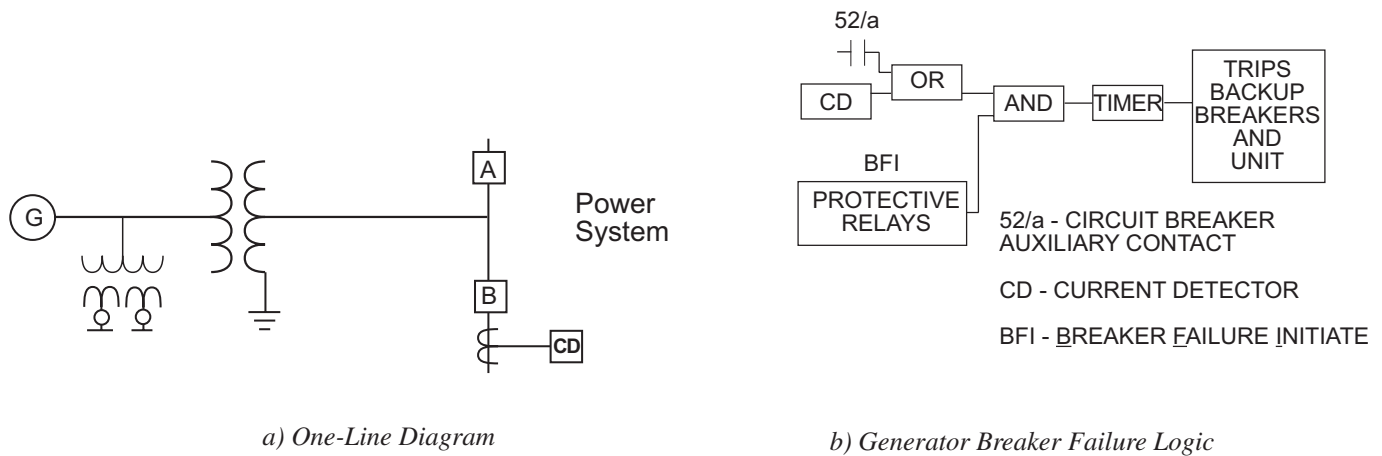 G
A
B
CD
Power
System
a) One-Line Diagram
52/a
CD
OR
AND
TIMER
TRIPS
BACKUP
BREAKERS
AND
UNIT
BFI
PROTECTIVE
RELAYS
52/a - CIRCUIT BREAKER
AUXILIARY CONTACT
CD - CURRENT DETECTOR
BFI - BREAKER FAILURE INITIATE
b) Generator Breaker Failure Logic